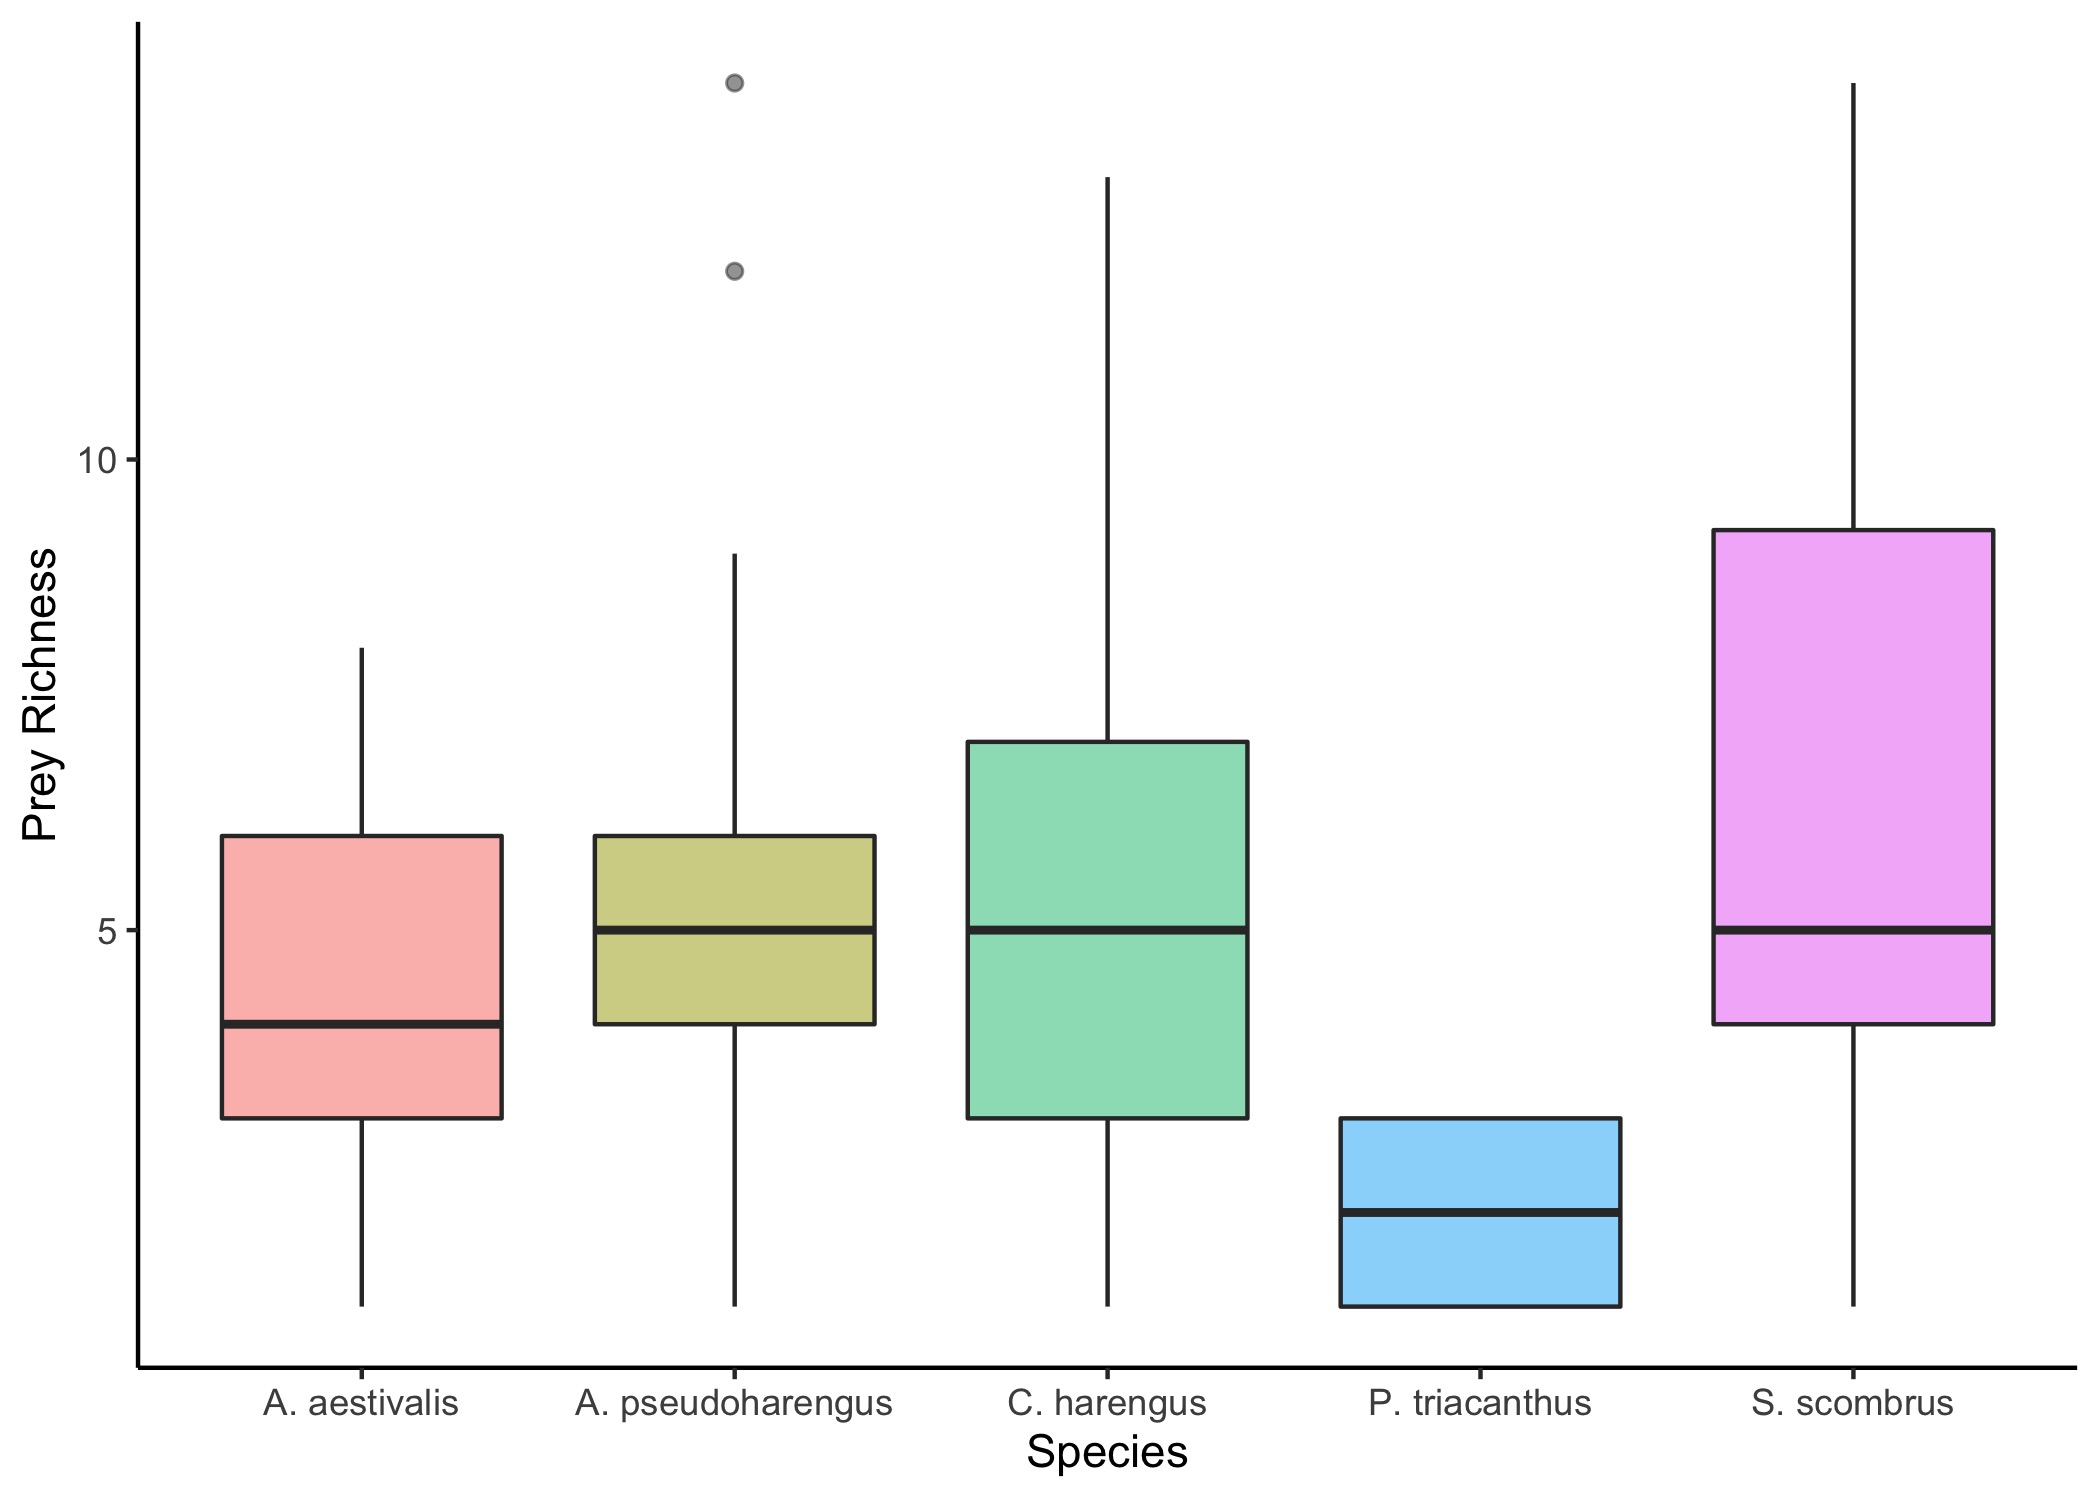 Prey Richness
10
5
A. aestivalis
A. pseudoharengus
C. harengus
P. triacanthus
S. scombrus
Species